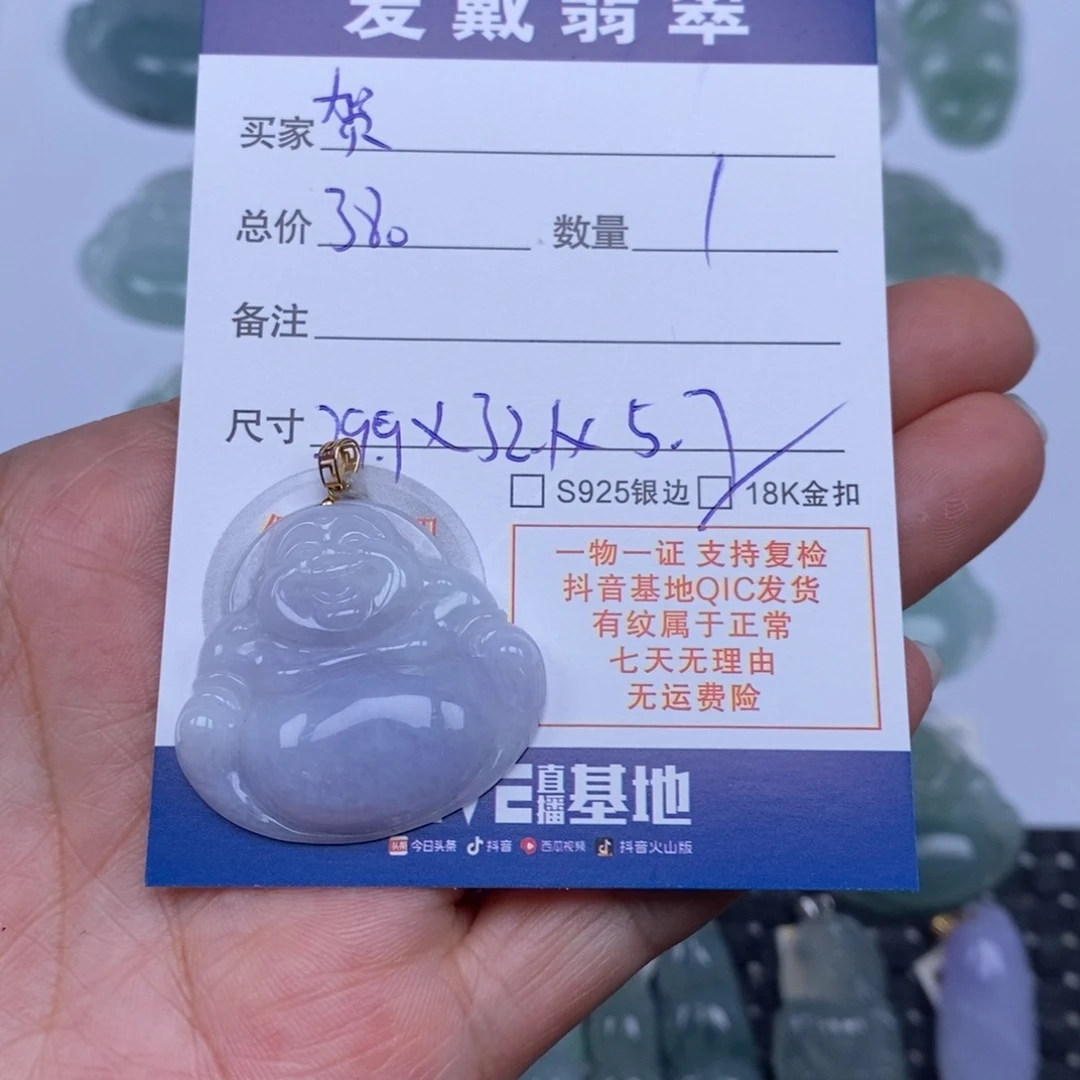 爱戴翡翠
买家 贺
总价 380 数量 1
备注
尺寸 29.9X32.1X5.7
S925银边 18K金扣
一物一证 支持复检
抖音基地QIC发货
有纹属于正常
七天无理由
无运费险
直播基地
头条 今日头条 抖音 西瓜视频 抖音火山版